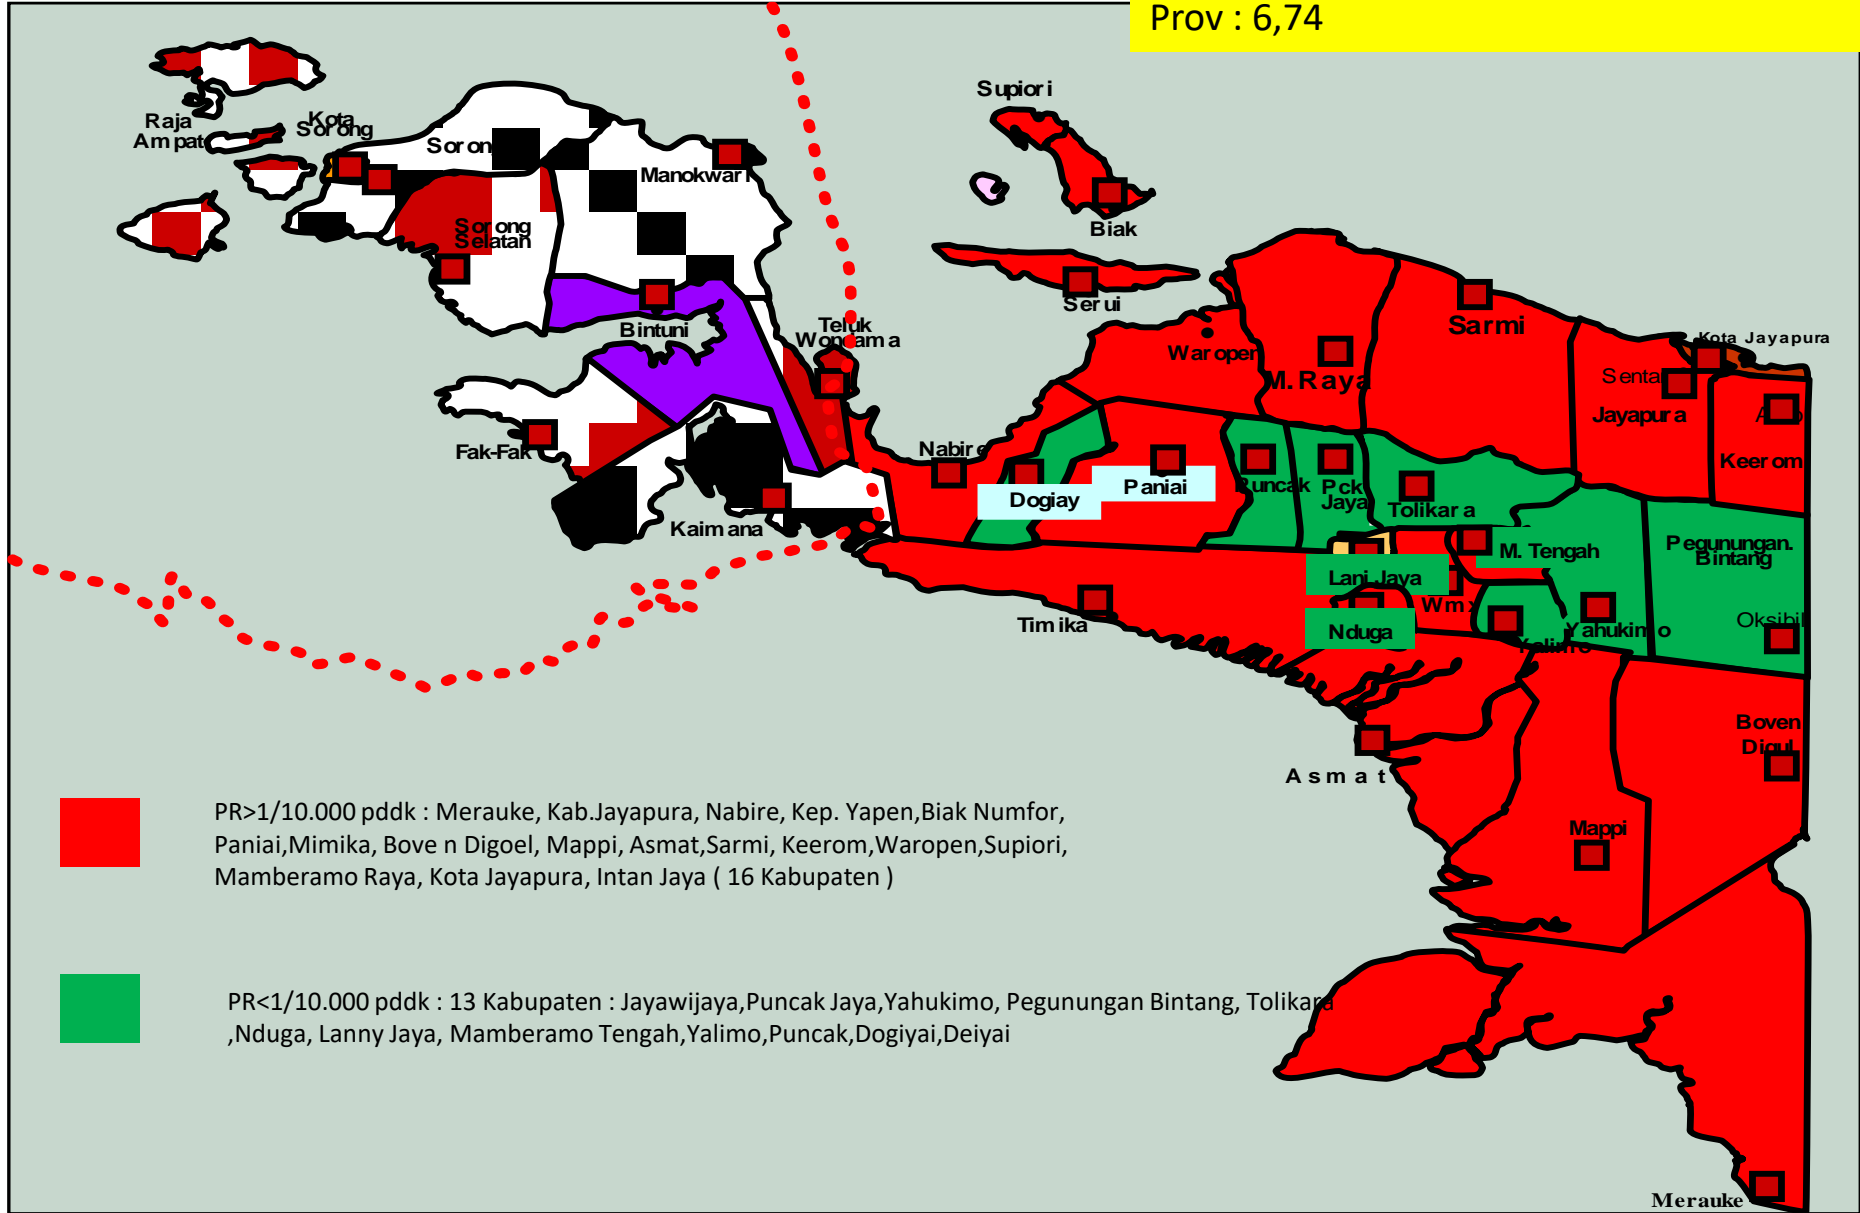 Prov : 6,74
Supiori
Raja
Ampat
Kota
Sorong
Soron
Manokwari
Biak
Sorong
Selatan
Serui
Bintuni
Teluk
Wondama
Waropen
Sarmi
Kota Jayapura
M. Raya
Senta
Jayapura
Keerom
Fak-Fak
Nabire
Paniai
Dogiay
Puncak
Pck
Jaya
Tolikara
Kaimana
M. Tengah
Pegunungan.
Bintang
Lani Jaya
Wmx
Timika
Nduga
Yalimo
Yahukimo
Oksibil
Boven
Digul
Asmat
Mappi
PR>1/10.000 pddk : Merauke, Kab.Jayapura, Nabire, Kep. Yapen,Biak Numfor,
Paniai,Mimika, Bove n Digoel, Mappi, Asmat,Sarmi, Keerom,Waropen,Supiori,
Mamberamo Raya, Kota Jayapura, Intan Jaya ( 16 Kabupaten )
PR<1/10.000 pddk : 13 Kabupaten : Jayawijaya,Puncak Jaya,Yahukimo, Pegunungan Bintang, Tolikara
,Nduga, Lanny Jaya, Mamberamo Tengah,Yalimo,Puncak,Dogiyai,Deiyai
Merauke